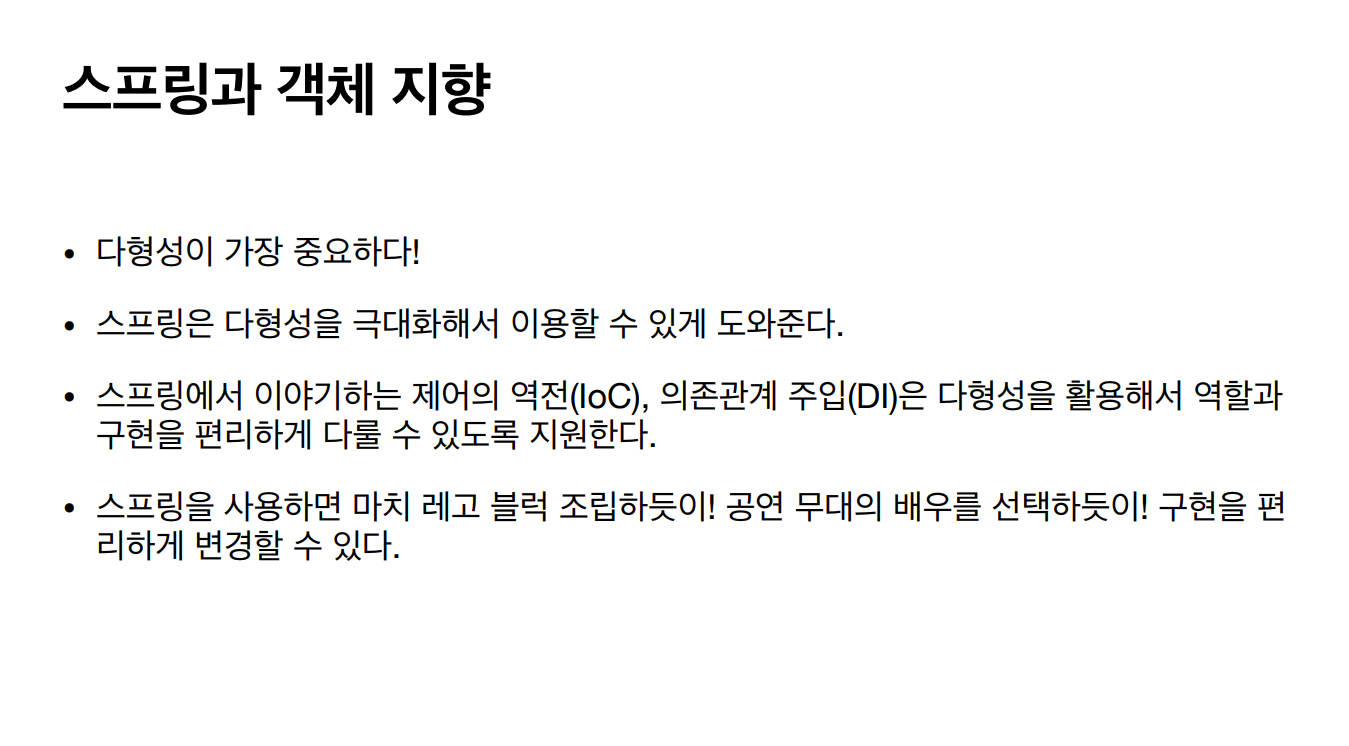 스프링과 객체 지향
• 다형성이 가장 중요하다!
• 스프링은 다형성을 극대화해서 이용할 수 있게 도와준다.
• 스프링에서 이야기하는 제어의 역전(IoC), 의존관계 주입(DI)은 다형성을 활용해서 역할과
구현을 편리하게 다룰 수 있도록 지원한다.
• 스프링을 사용하면 마치 레고 블럭 조립하듯이! 공연 무대의 배우를 선택하듯이! 구현을 편
리하게 변경할 수 있다.